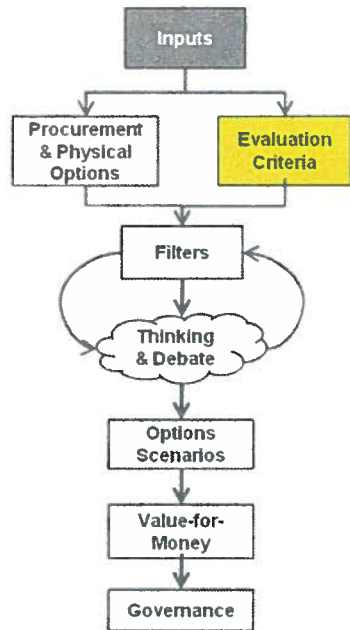 Inputs
Procurement
& Physical
Options
Evaluation
Criteria
Filters
Thinking
& Debate
Options
Scenarios
Value-for-
Money
Governance